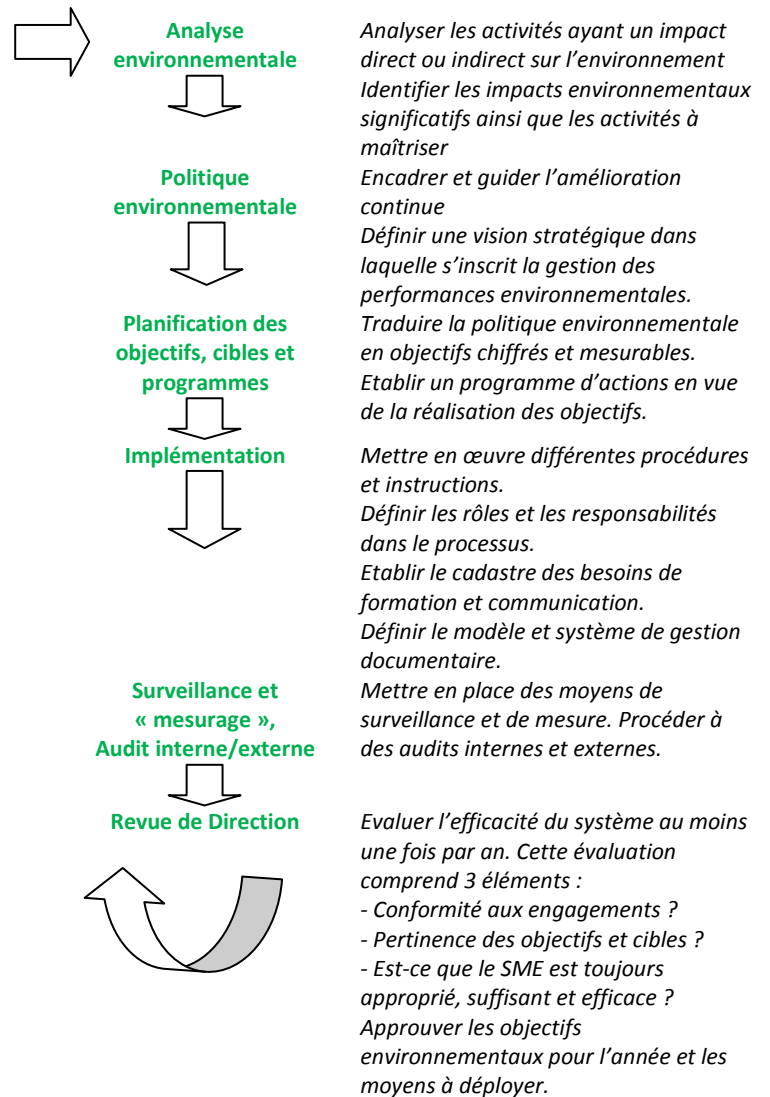 Analyse
environnementale
Analyser les activités ayant un impact
direct ou indirect sur l’environnement
Identifier les impacts environnementaux
significatifs ainsi que les activités à
maîtriser
Politique
environnementale
Encadrer et guider l’amélioration
continue
Définir une vision stratégique dans
laquelle s’inscrit la gestion des
performances environnementales.
Planification des
objectifs, cibles et
programmes
Traduire la politique environnementale
en objectifs chiffrés et mesurables.
Etablir un programme d’actions en vue
de la réalisation des objectifs.
Implémentation
Mettre en œuvre différentes procédures
et instructions.
Définir les rôles et les responsabilités
dans le processus.
Etablir le cadastre des besoins de
formation et communication.
Définir le modèle et système de gestion
documentaire.
Surveillance et
« mesurage »,
Audit interne/externe
Mettre en place des moyens de
surveillance et de mesure. Procéder à
des audits internes et externes.
Revue de Direction
Evaluer l’efficacité du système au moins
une fois par an. Cette évaluation
comprend 3 éléments :
- Conformité aux engagements ?
- Pertinence des objectifs et cibles ?
- Est-ce que le SME est toujours
approprié, suffisant et efficace ?
Approuver les objectifs
environnementaux pour l’année et les
moyens à déployer.